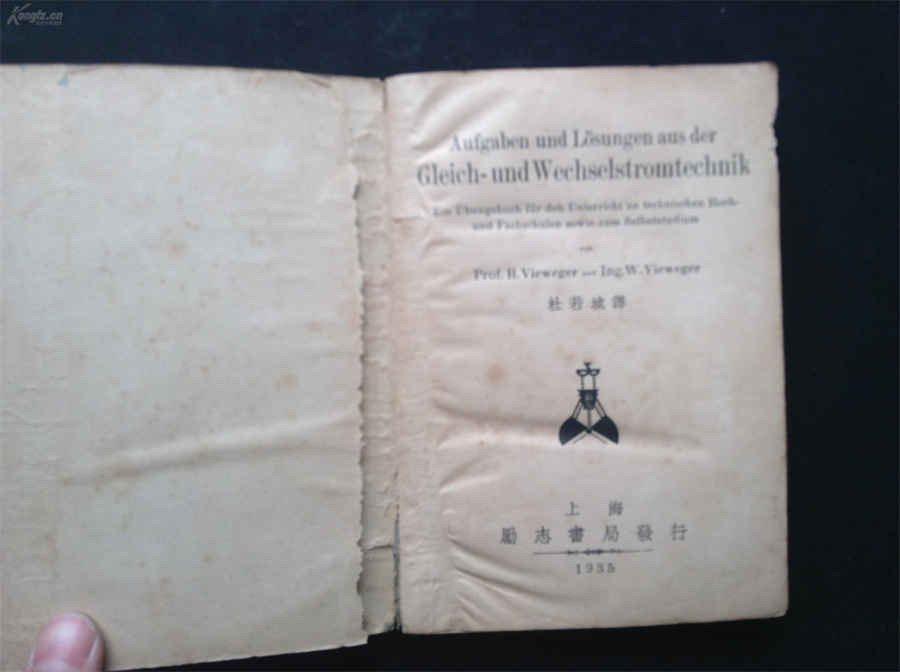 Kongfz.cn
Aufgaben und Lösungen aus der
Gleich- und Wechselstromtechnik
Ein Übungsbuch für den Unterricht an technischen Hoch-
und Fachschulen sowie zum Selbststudium
von
Prof. H. Vieweger und Ing. W. Vieweger
杜若城譯
上海
勵志書局發行
1935